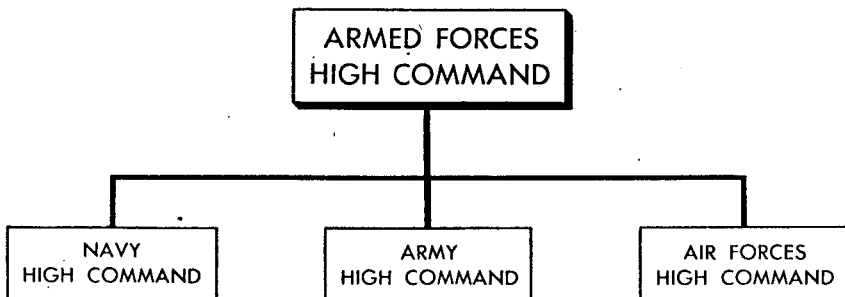 ARMED FORCES
HIGH COMMAND
NAVY
HIGH COMMAND
ARMY
HIGH COMMAND
AIR FORCES
HIGH COMMAND